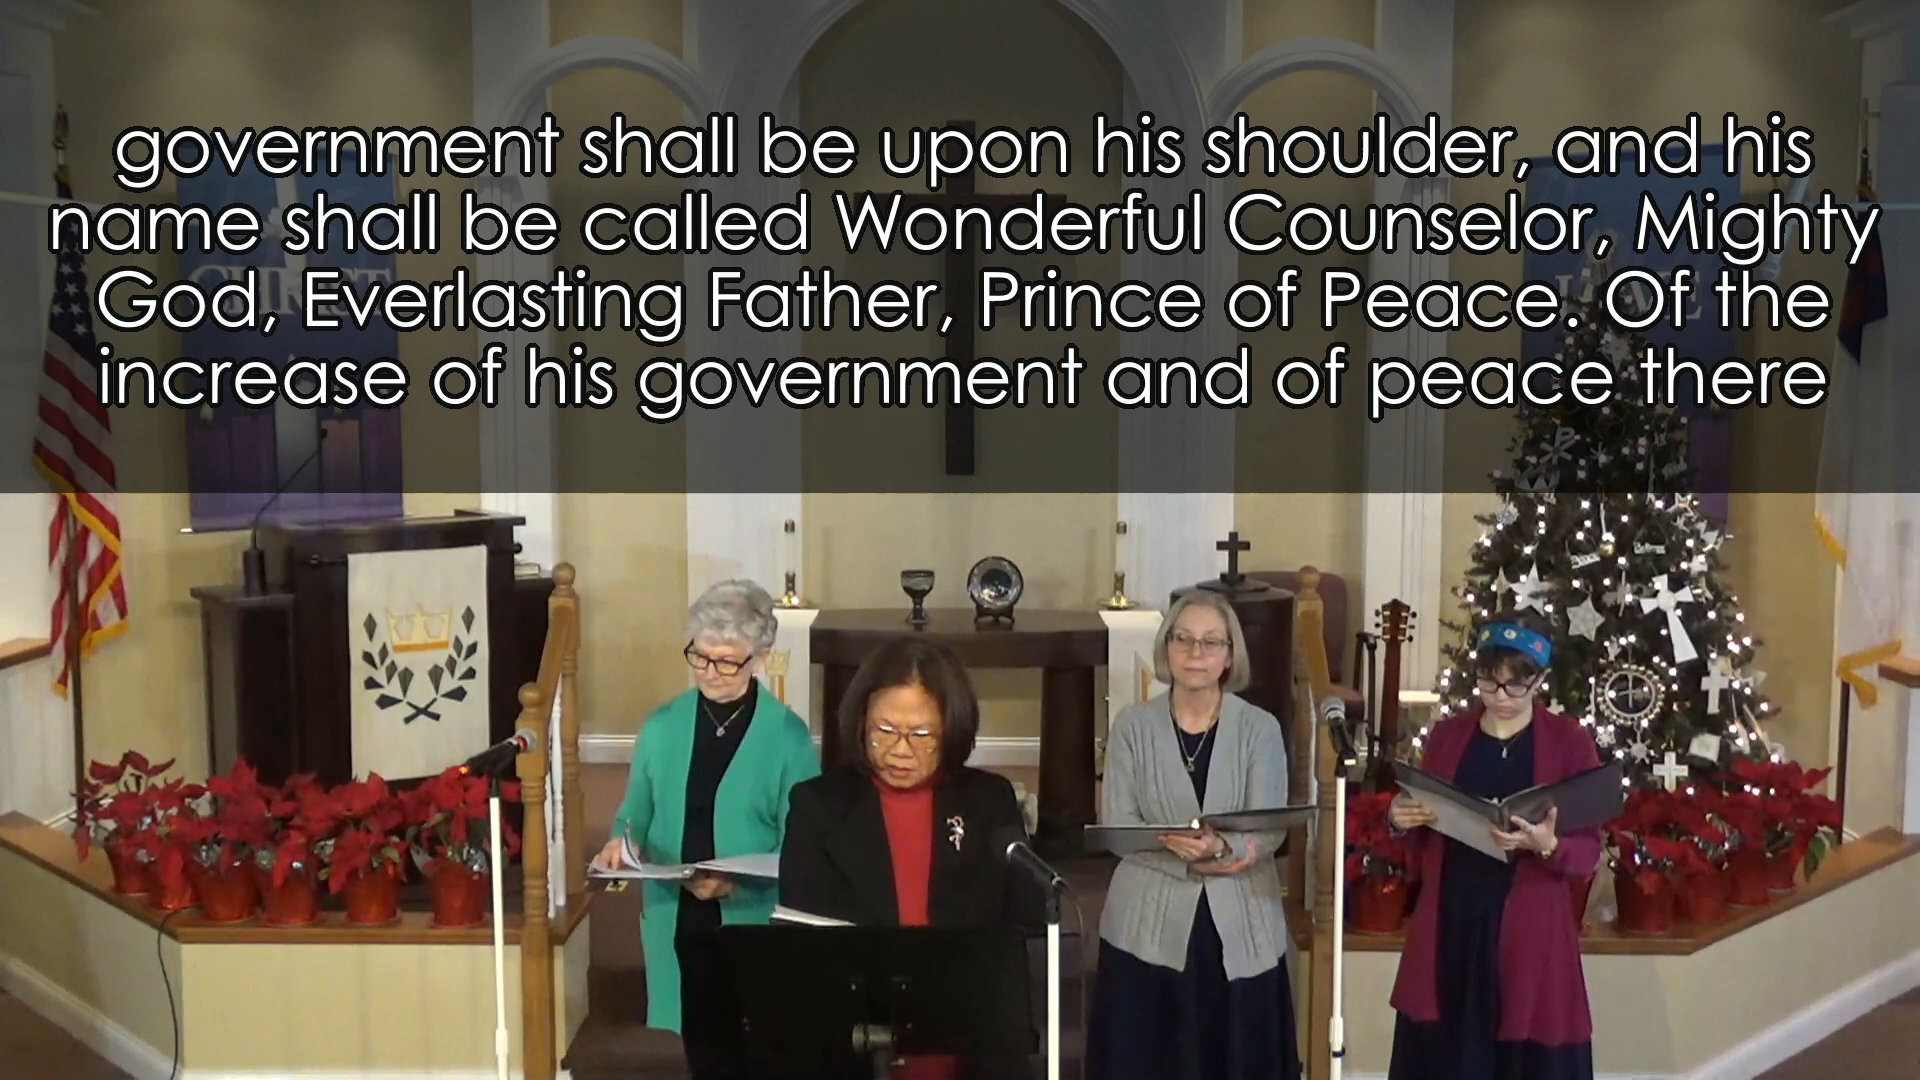 government shall be upon his shoulder, and his
name shall be called Wonderful Counselor, Mighty
God, Everlasting Father, Prince of Peace. Of the
increase of his government and of peace there
CHRIST